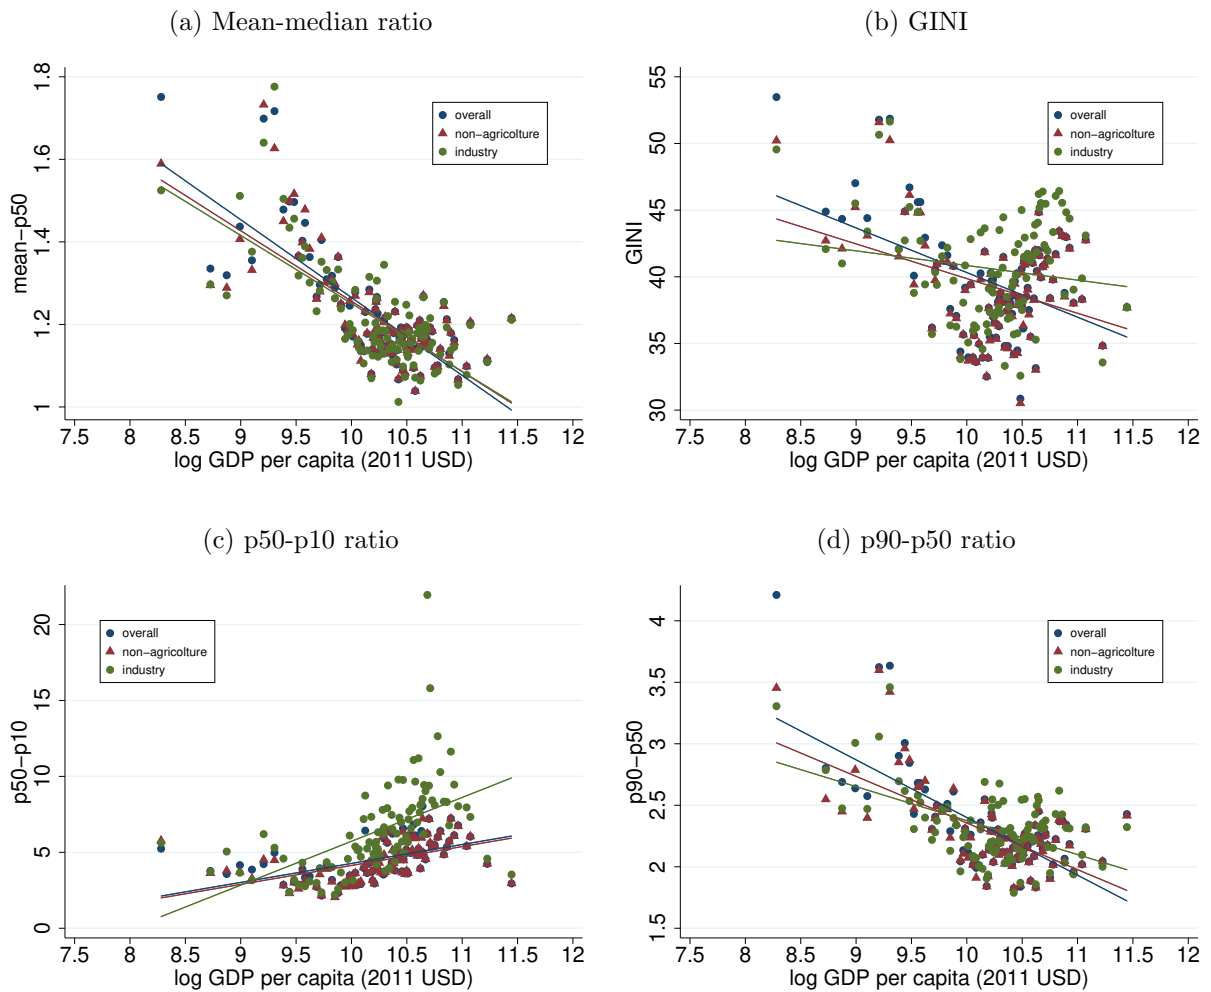 (a) Mean-median ratio
1.8
1.6
1.4
1.2
1
mean−p50
overall
non−agricolture
industry
7.5 8 8.5 9 9.5 10 10.5 11 11.5 12
log GDP per capita (2011 USD)
(b) GINI
55
50
45
40
35
30
GINI
overall
non−agricolture
industry
7.5 8 8.5 9 9.5 10 10.5 11 11.5 12
log GDP per capita (2011 USD)
(c) p50-p10 ratio
20
15
10
5
0
p50−p10
overall
non−agricolture
industry
7.5 8 8.5 9 9.5 10 10.5 11 11.5 12
log GDP per capita (2011 USD)
(d) p90-p50 ratio
4
3.5
3
2.5
2
1.5
p90−p50
overall
non−agricolture
industry
7.5 8 8.5 9 9.5 10 10.5 11 11.5 12
log GDP per capita (2011 USD)